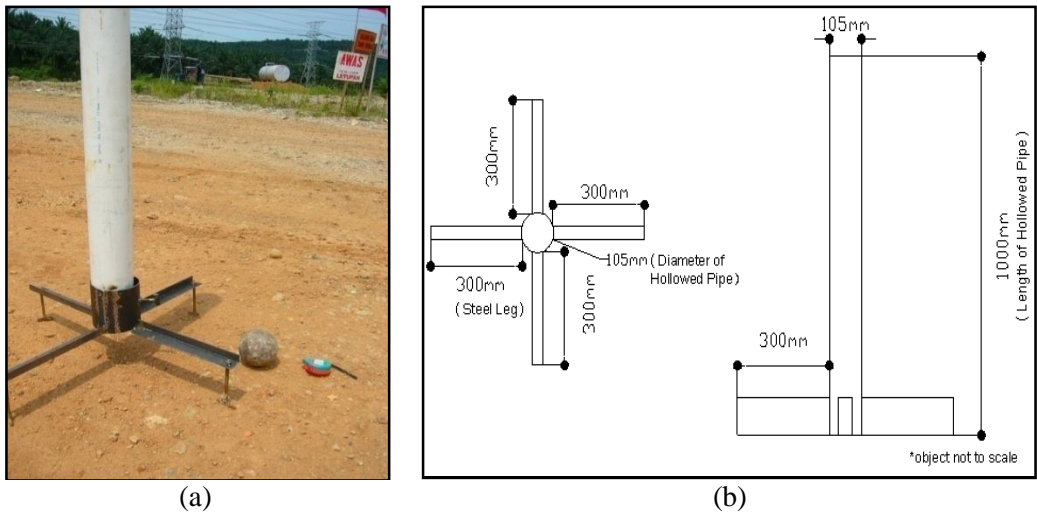 AWAS
LETUPAN
(a)
105mm
300mm
300mm
300mm
(Steel Leg)
105mm (Diameter of
Hollowed Pipe)
300mm
300mm
1000mm
(Length of Hollowed Pipe)
*object not to scale
(b)